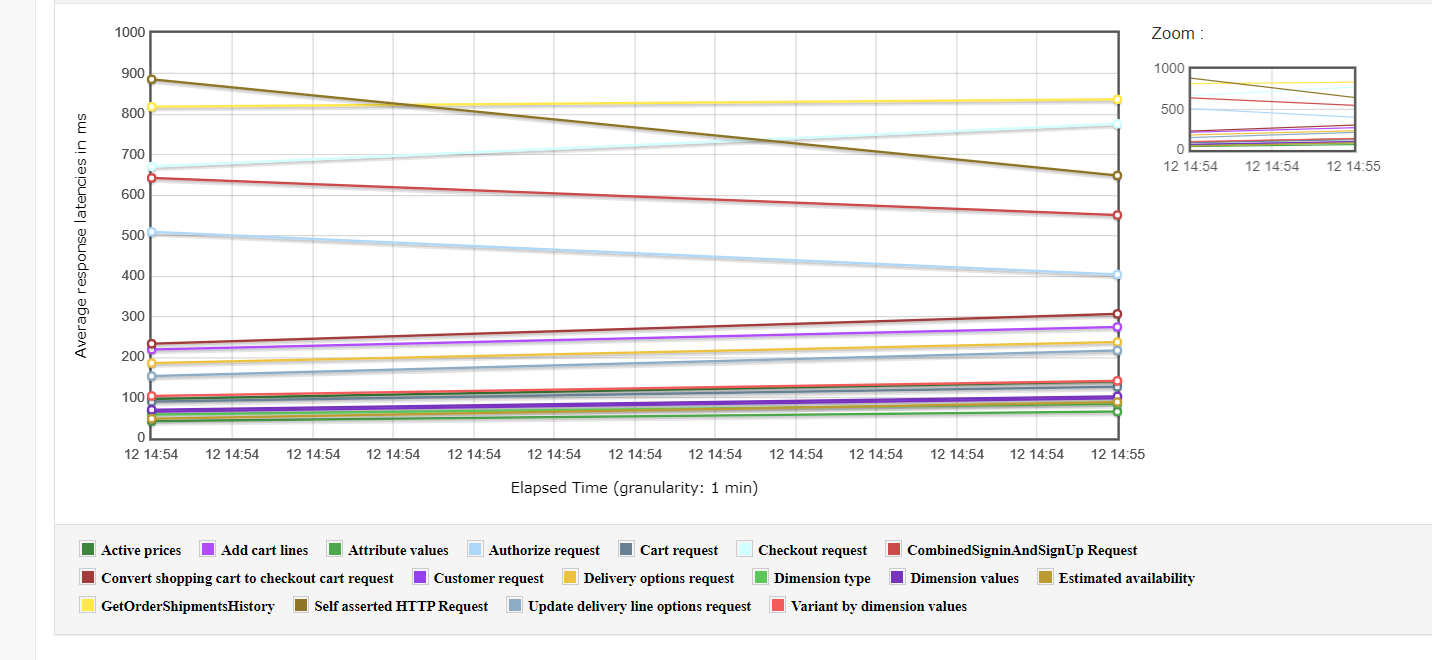 Zoom :
1000
900
800
700
600
500
400
300
200
100
0
Average response latencies in ms
12 14:54 12 14:54 12 14:54 12 14:54 12 14:54 12 14:54 12 14:54 12 14:54 12 14:54 12 14:54 12 14:54 12 14:54 12 14:55
Elapsed Time (granularity: 1 min)
1000
500
0
12 14:54 12 14:54 12 14:55
Active prices Add cart lines Attribute values Authorize request Cart request Checkout request CombinedSigninAndSignUp Request
Convert shopping cart to checkout cart request Customer request Delivery options request Dimension type Dimension values Estimated availability
GetOrderShipmentsHistory Self asserted HTTP Request Update delivery line options request Variant by dimension values